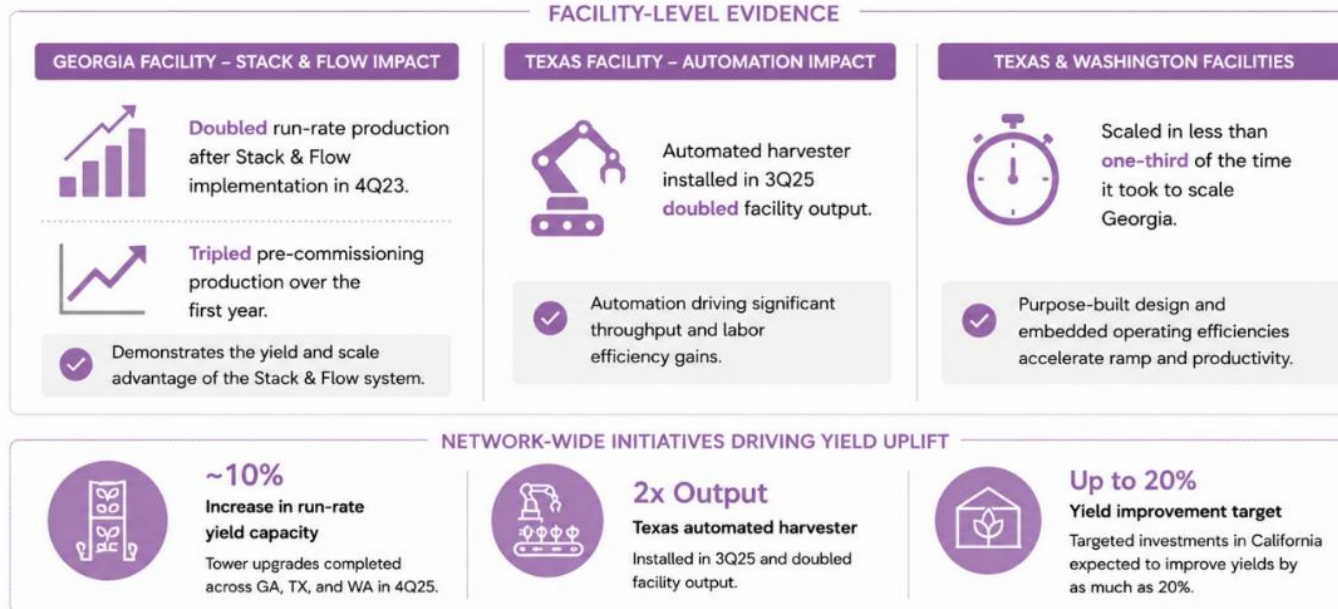 FACILITY-LEVEL EVIDENCE
GEORGIA FACILITY – STACK & FLOW IMPACT
Doubled run-rate production
after Stack & Flow
implementation in 4Q23.
Tripled pre-commissioning
production over the
first year.
Demonstrates the yield and scale
advantage of the Stack & Flow system.
TEXAS FACILITY – AUTOMATION IMPACT
Automated harvester
installed in 3Q25
doubled facility output.
Automation driving significant
throughput and labor
efficiency gains.
TEXAS & WASHINGTON FACILITIES
Scaled in less than
one-third of the time
it took to scale
Georgia.
Purpose-built design and
embedded operating efficiencies
accelerate ramp and productivity.
NETWORK-WIDE INITIATIVES DRIVING YIELD UPLIFT
~10%
Increase in run-rate
yield capacity
Tower upgrades completed
across GA, TX, and WA in 4Q25.
2x Output
Texas automated harvester
Installed in 3Q25 and doubled
facility output.
Up to 20%
Yield improvement target
Targeted investments in California
expected to improve yields by
as much as 20%.